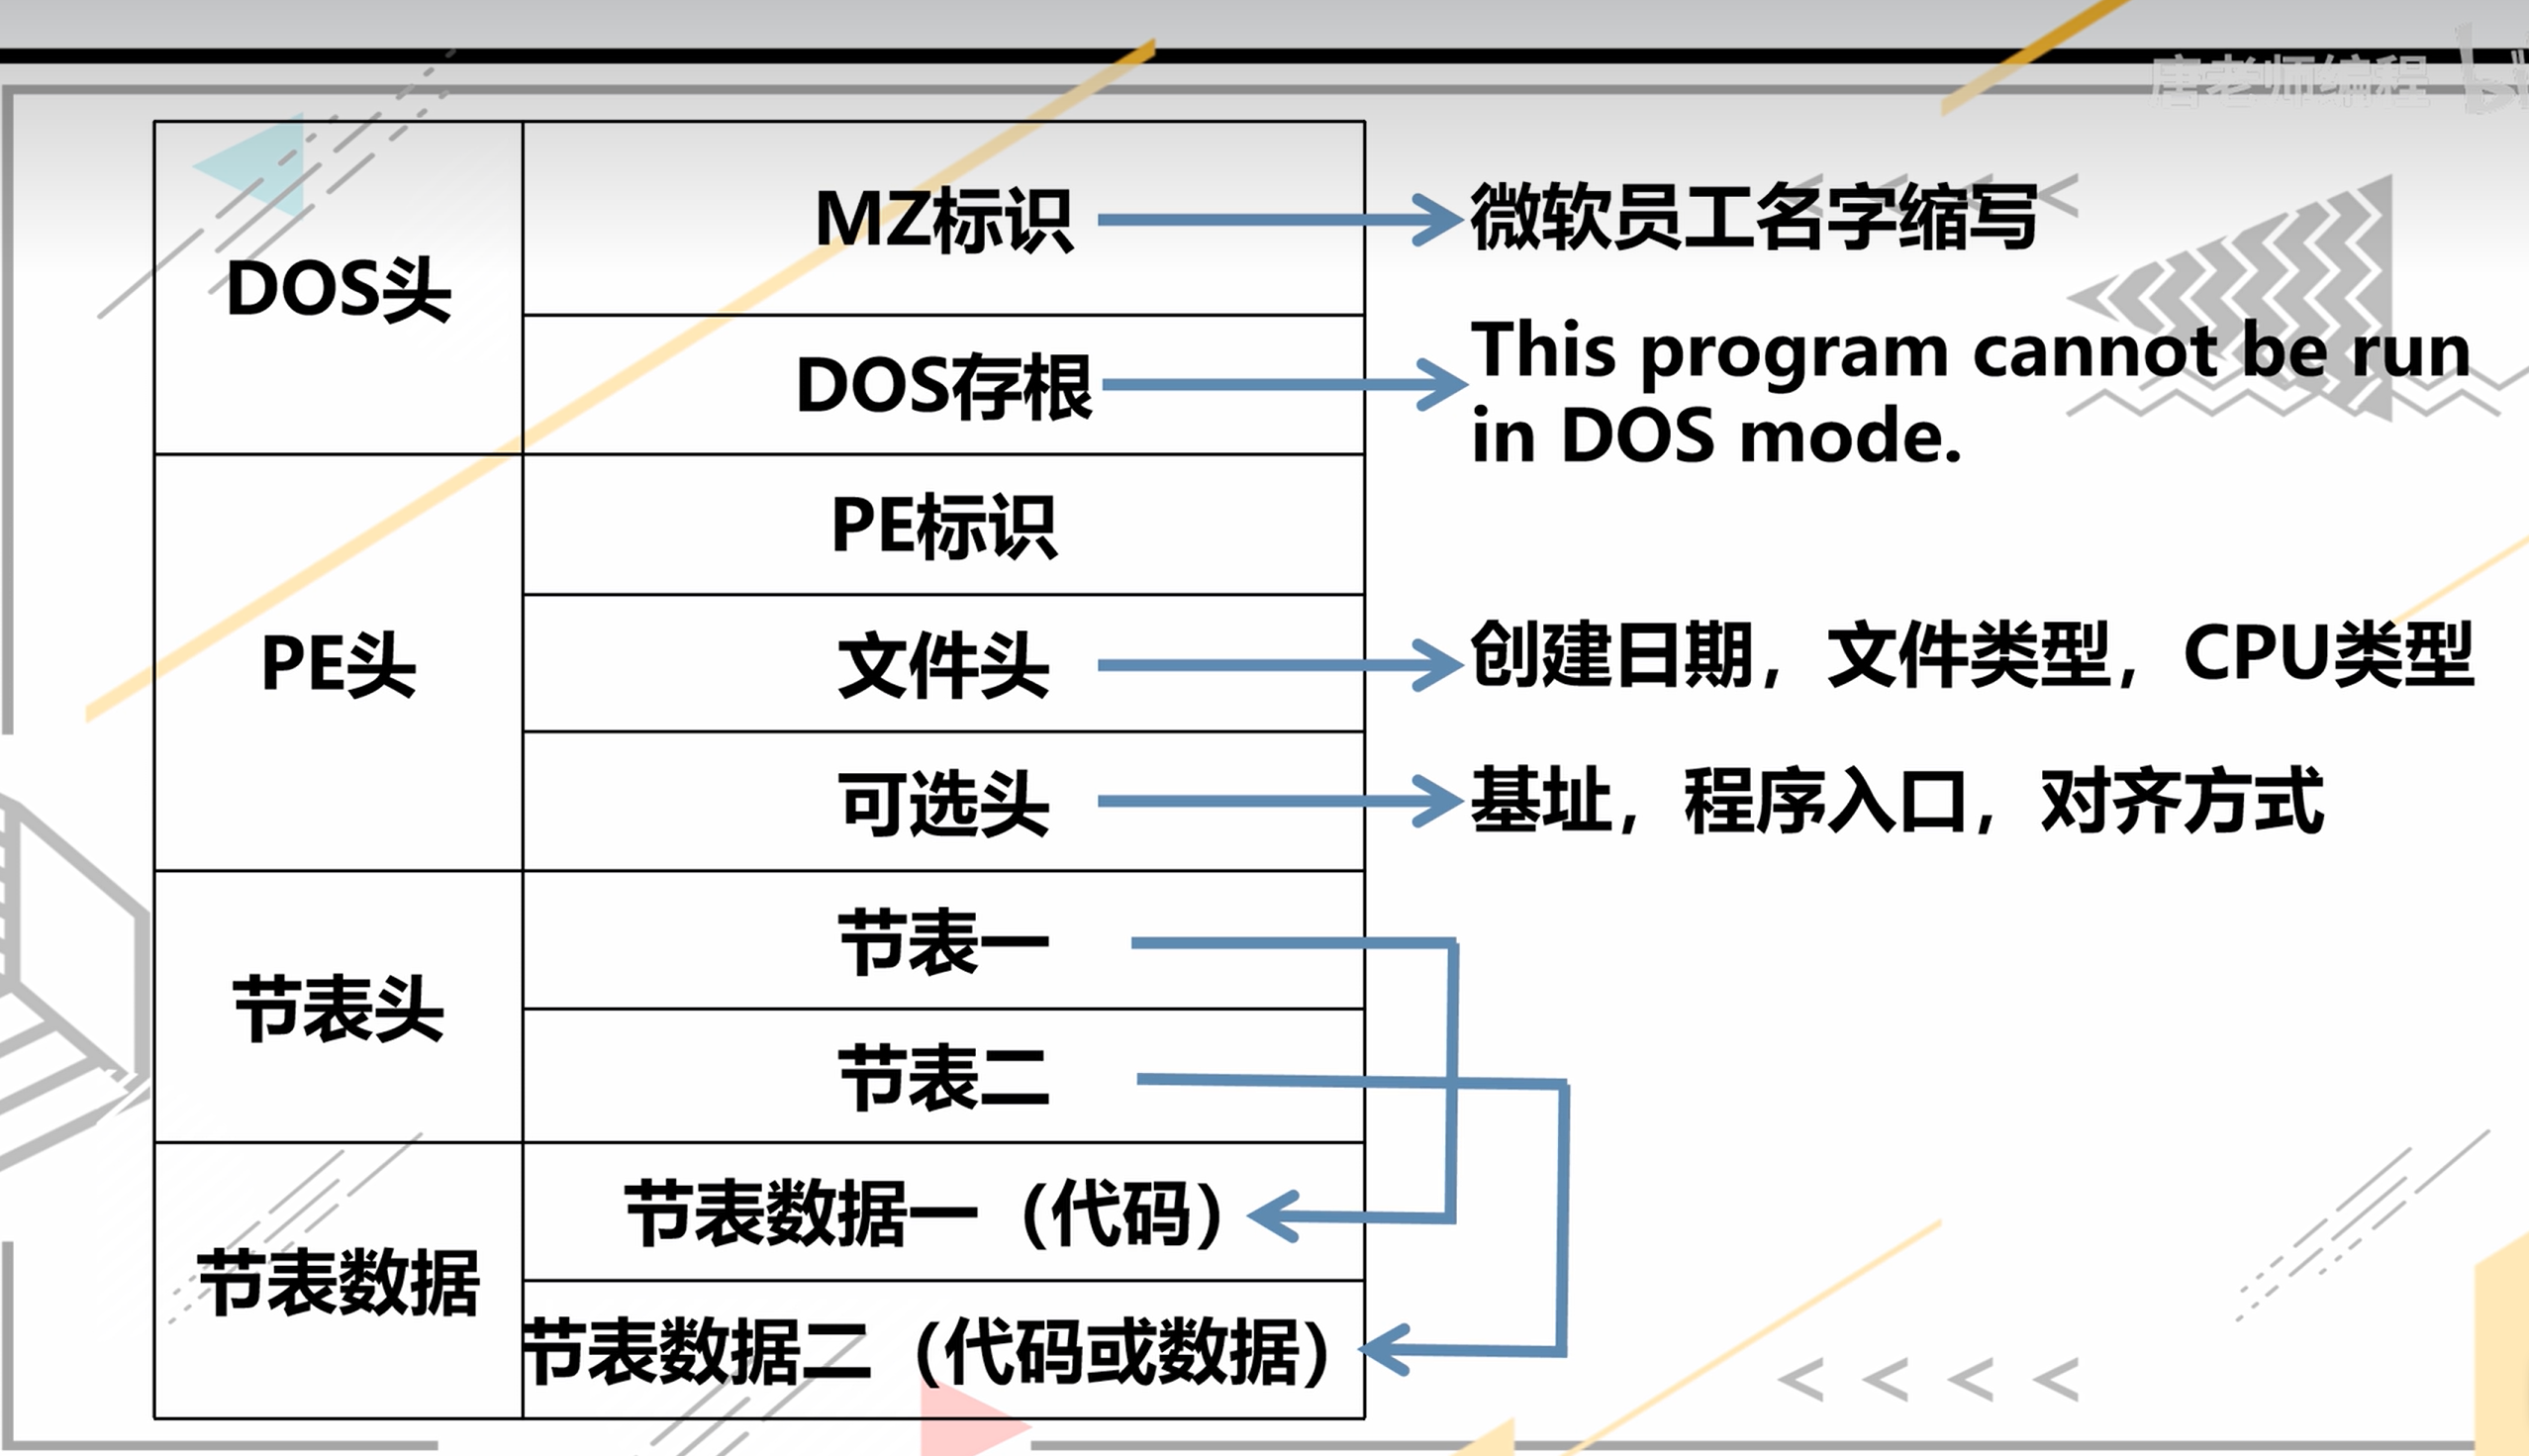 唐老师编程
DOS头
MZ标识
微软员工名字缩写
DOS存根
This program cannot be run
in DOS mode.
PE头
PE标识
文件头
创建日期，文件类型，CPU类型
可选头
基址，程序入口，对齐方式
节表头
节表一
节表二
节表数据
节表数据一（代码）
节表数据二（代码或数据）